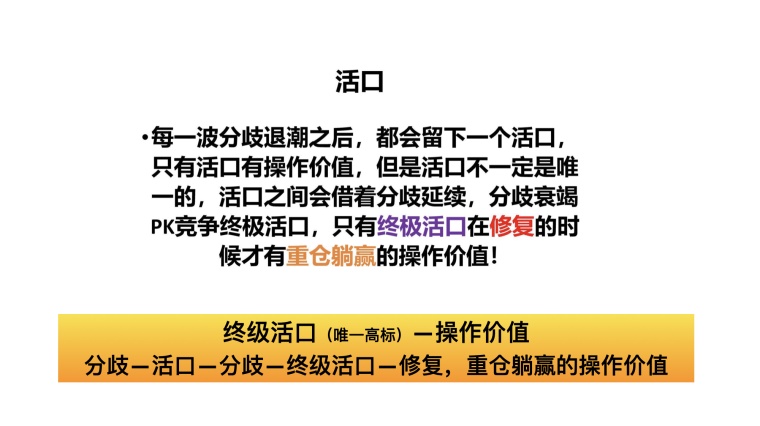 活口
•每一波分歧退潮之后，都会留下一个活口，
只有活口有操作价值，但是活口不一定是唯
一的，活口之间会借着分歧延续，分歧衰竭
PK竞争终极活口，只有终极活口在修复的时
候才有重仓躺赢的操作价值！
终级活口（唯一高标）—操作价值
分歧—活口—分歧—终级活口—修复，重仓躺赢的操作价值